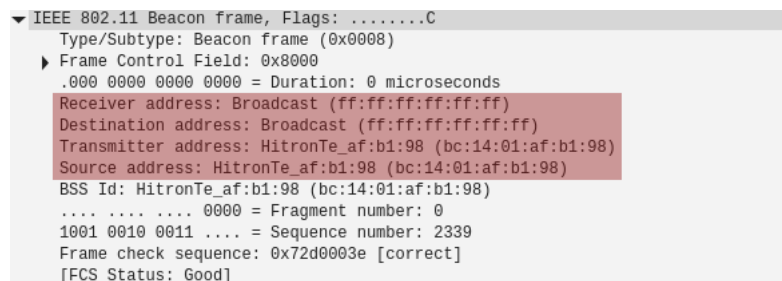 IEEE 802.11 Beacon frame, Flags: ........C
Type/Subtype: Beacon frame (0x0008)
Frame Control Field: 0x8000
.000 0000 0000 0000 = Duration: 0 microseconds
Receiver address: Broadcast (ff:ff:ff:ff:ff:ff)
Destination address: Broadcast (ff:ff:ff:ff:ff:ff)
Transmitter address: HitronTe_af:b1:98 (bc:14:01:af:b1:98)
Source address: HitronTe_af:b1:98 (bc:14:01:af:b1:98)
BSS Id: HitronTe_af:b1:98 (bc:14:01:af:b1:98)
.... .... .... 0000 = Fragment number: 0
1001 0010 0011 .... = Sequence number: 2339
Frame check sequence: 0x72d0003e [correct]
[FCS Status: Good]